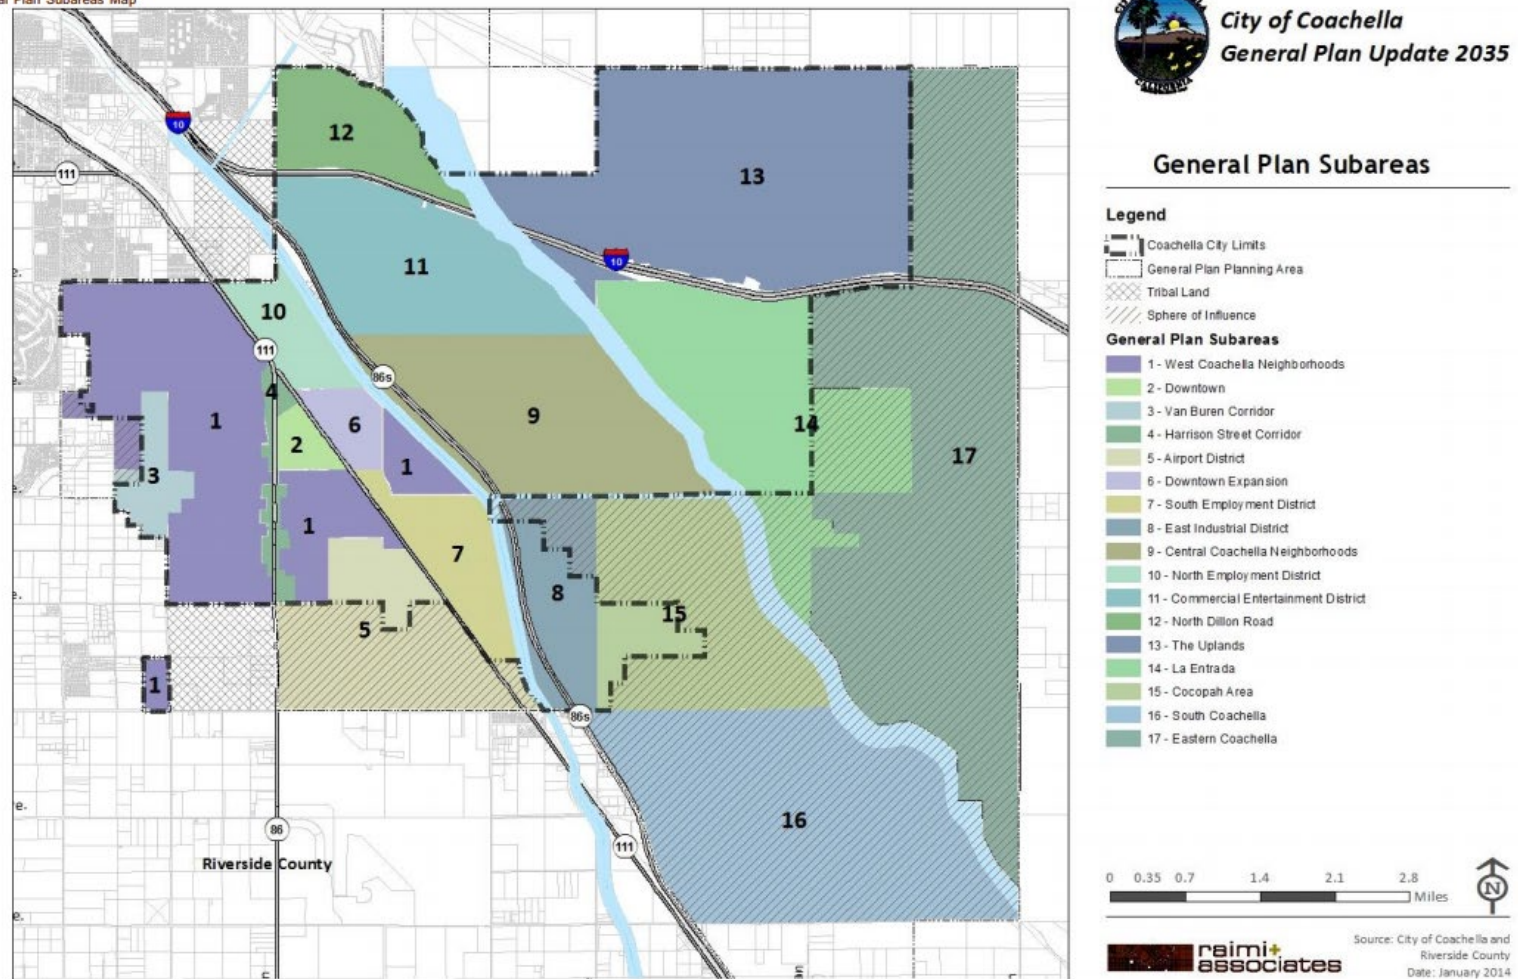 al Plan Subareas Map
City of Coachella
General Plan Update 2035
CALIFORNIA
General Plan Subareas
Legend
Coachella City Limits
General Plan Planning Area
Tribal Land
Sphere of Influence
General Plan Subareas
1 - West Coachella Neighborhoods
2 - Downtown
3 - Van Buren Corridor
4 - Harrison Street Corridor
5 - Airport District
6 - Downtown Expansion
7 - South Employment District
8 - East Industrial District
9 - Central Coachella Neighborhoods
10 - North Employment District
11 - Commercial Entertainment District
12 - North Dillon Road
13 - The Uplands
14 - La Entrada
15 - Cocopah Area
16 - South Coachella
17 - Eastern Coachella
10
12
111
13
11
10
10
111
86s
4
1
6
9
14
2
17
3
1
1
7
8
15
5
1
86s
16
86
111
Riverside County
0 0.35 0.7 1.4 2.1 2.8
Miles
N
raimi+
associates
Source: City of Coachella and
Riverside County
Date: January 2014